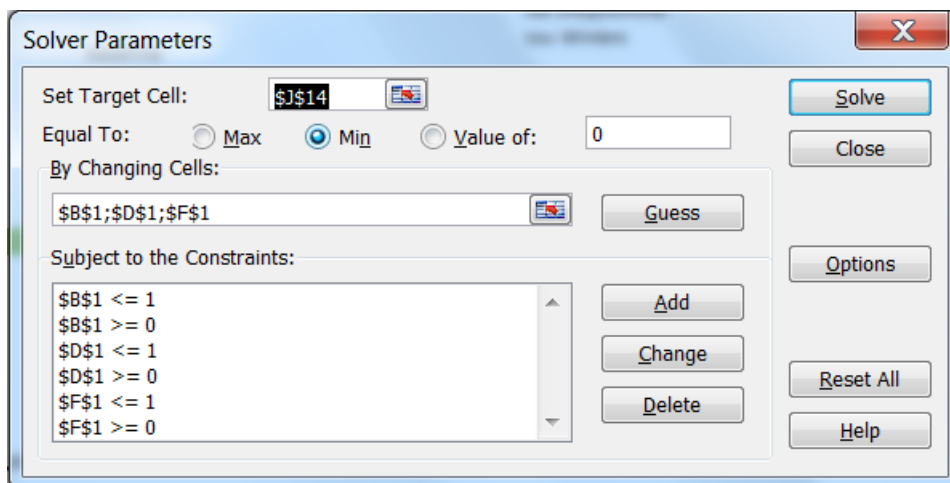 Solver Parameters
Set Target Cell: $J$14
Solve
Equal To: Max Min Value of: 0
Close
By Changing Cells:
$B$1;$D$1;$F$1
Guess
Subject to the Constraints:
Options
$B$1 <= 1
$B$1 >= 0
$D$1 <= 1
$D$1 >= 0
$F$1 <= 1
$F$1 >= 0
Add
Change
Delete
Reset All
Help